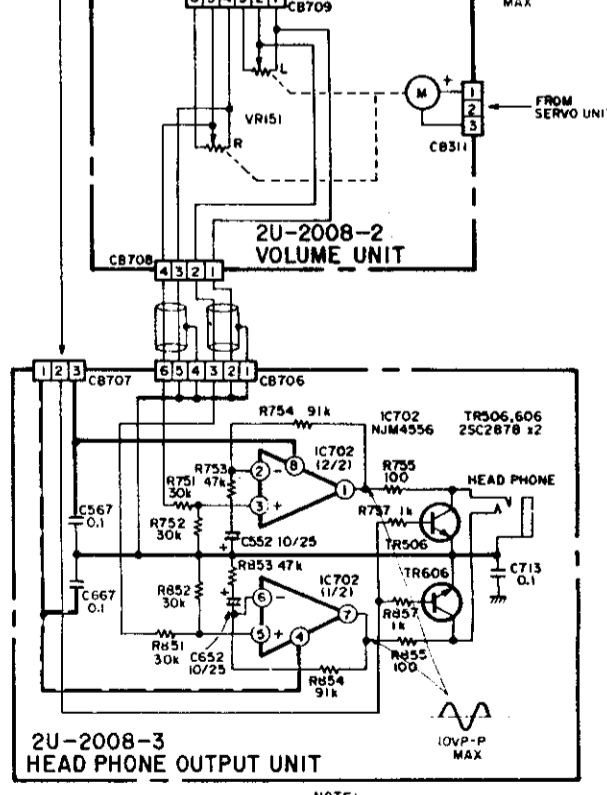 CB709
MAX
L
M
+
1
2
3
FROM
SERVO UNIT
VR151
R
CB311
2U-2008-2
VOLUME UNIT
CB708
4 3 2 1
1 2 3
CB707
6 5 4 3 2 1
CB706
R754 91k
IC702
NJM4556
TR506,606
2SC2878 x2
R753
47k
2 -
8
IC702
(2/2)
1
R755
100
HEAD PHONE
R751
30k
3 +
R757 1k
C567
0.1
R752
30k
+
C552 10/25
TR506
R853 47k
TR606
C713
0.1
C667
0.1
R852
30k
+
6 -
IC702
(1/2)
7
R857
1k
5 +
4
R851
30k
C652
10/25
R854
91k
R855
100
10VP-P
MAX
2U-2008-3
HEAD PHONE OUTPUT UNIT